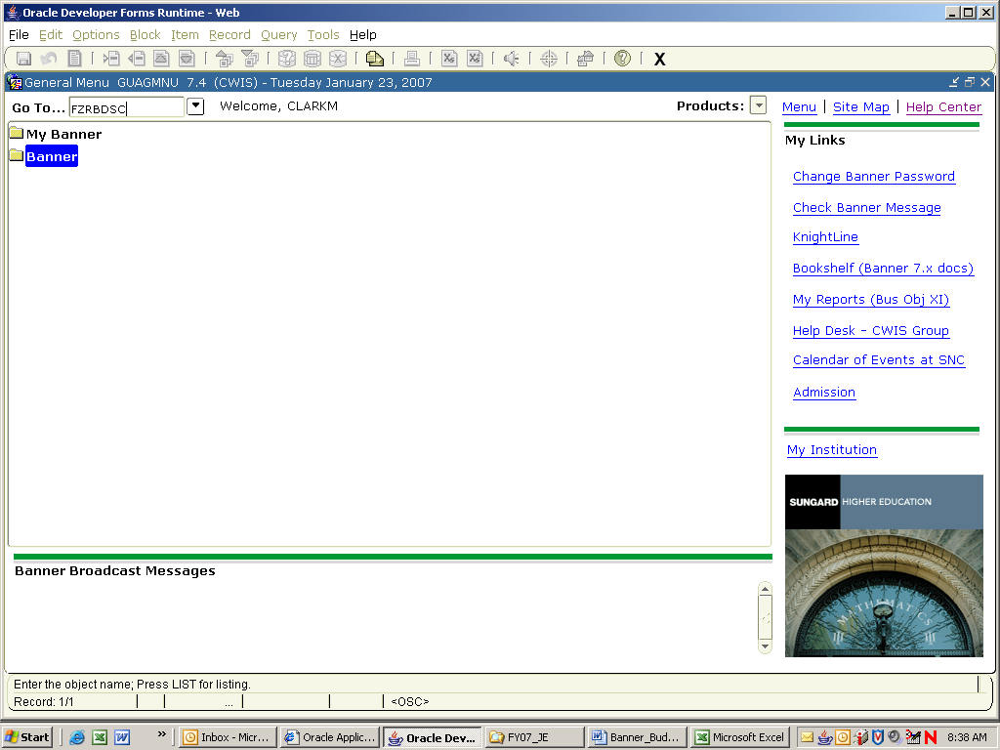 Oracle Developer Forms Runtime - Web
File Edit Options Block Item Record Query Tools Help
X
General Menu GUAGMNU 7.4 (CWIS) - Tuesday January 23, 2007
Go To... FZRBDSC Welcome, CLARKM Products: Menu | Site Map | Help Center
My Banner
Banner
My Links
Change Banner Password
Check Banner Message
KnightLine
Bookshelf (Banner 7.x docs)
My Reports (Bus Obj XI)
Help Desk - CWIS Group
Calendar of Events at SNC
Admission
My Institution
SUNGARD HIGHER EDUCATION
MATHEMATICS
Banner Broadcast Messages
Enter the object name; Press LIST for listing.
Record: 1/1 ... <OSC>
Start » Inbox - Micr... Oracle Applic... Oracle Dev... FY07_JE Banner_Bud... Microsoft Excel 8:38 AM